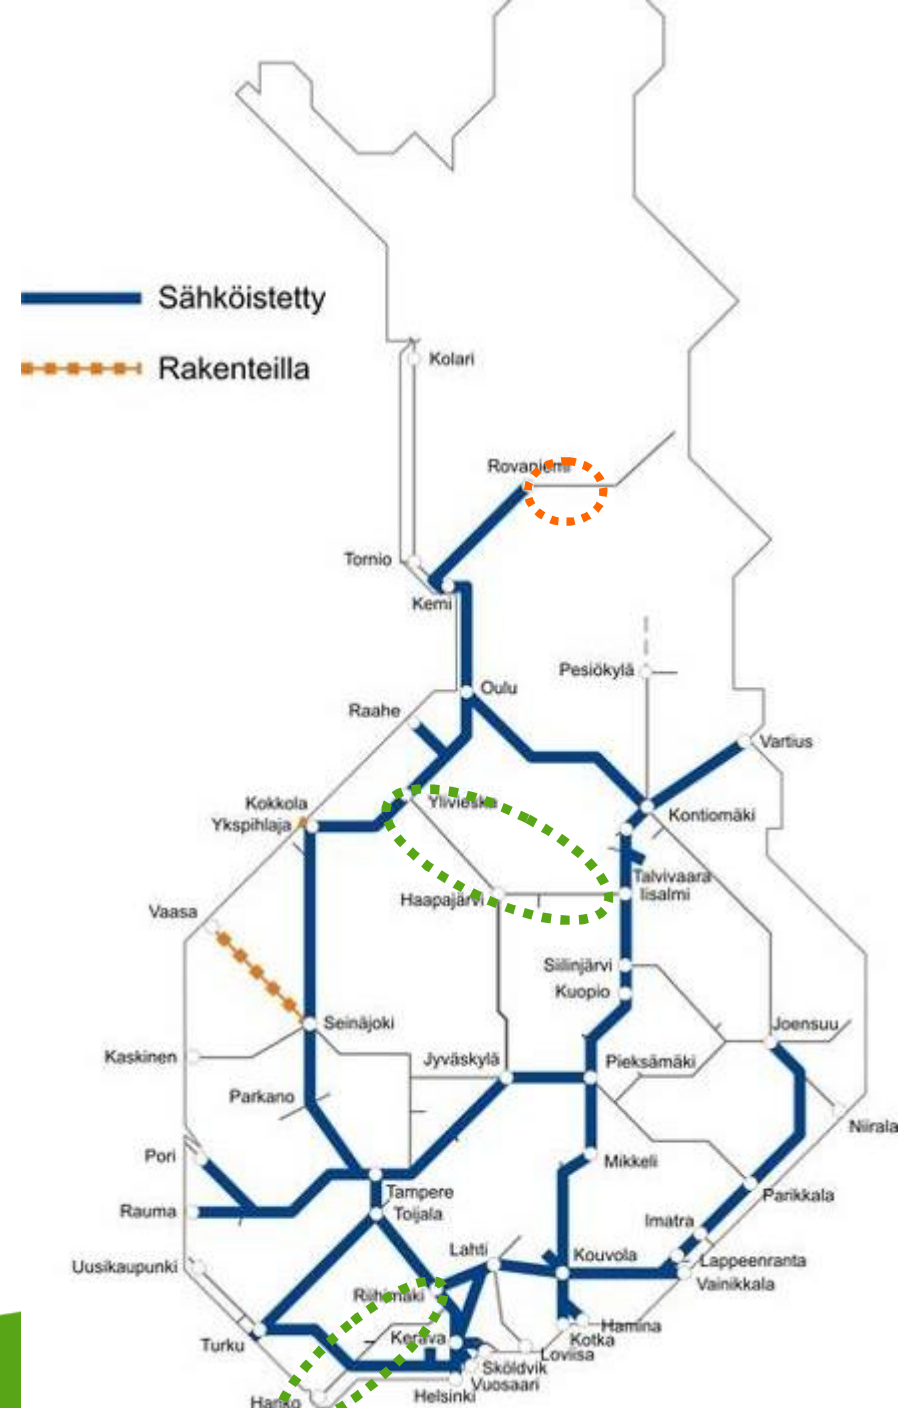 Sähköistetty
Rakenteilla
Kolari
Rovaniemi
Tornio
Kemi
Pesiökylä
Oulu
Raahe
Vartius
Ylivieska
Kokkola
Ykspihlaja
Kontiomäki
Talvivaara
Iisalmi
Haapajärvi
Vaasa
Siilinjärvi
Kuopio
Seinäjoki
Joensuu
Kaskinen
Jyväskylä
Pieksämäki
Parkano
Niirala
Pori
Mikkeli
Tampere
Parikkala
Rauma
Toijala
Imatra
Lahti
Kouvola
Lappeenranta
Uusikaupunki
Vainikkala
Riihimäki
Hamina
Kerava
Kotka
Turku
Loviisa
Sköldvik
Vuosaari
Helsinki
Hanko